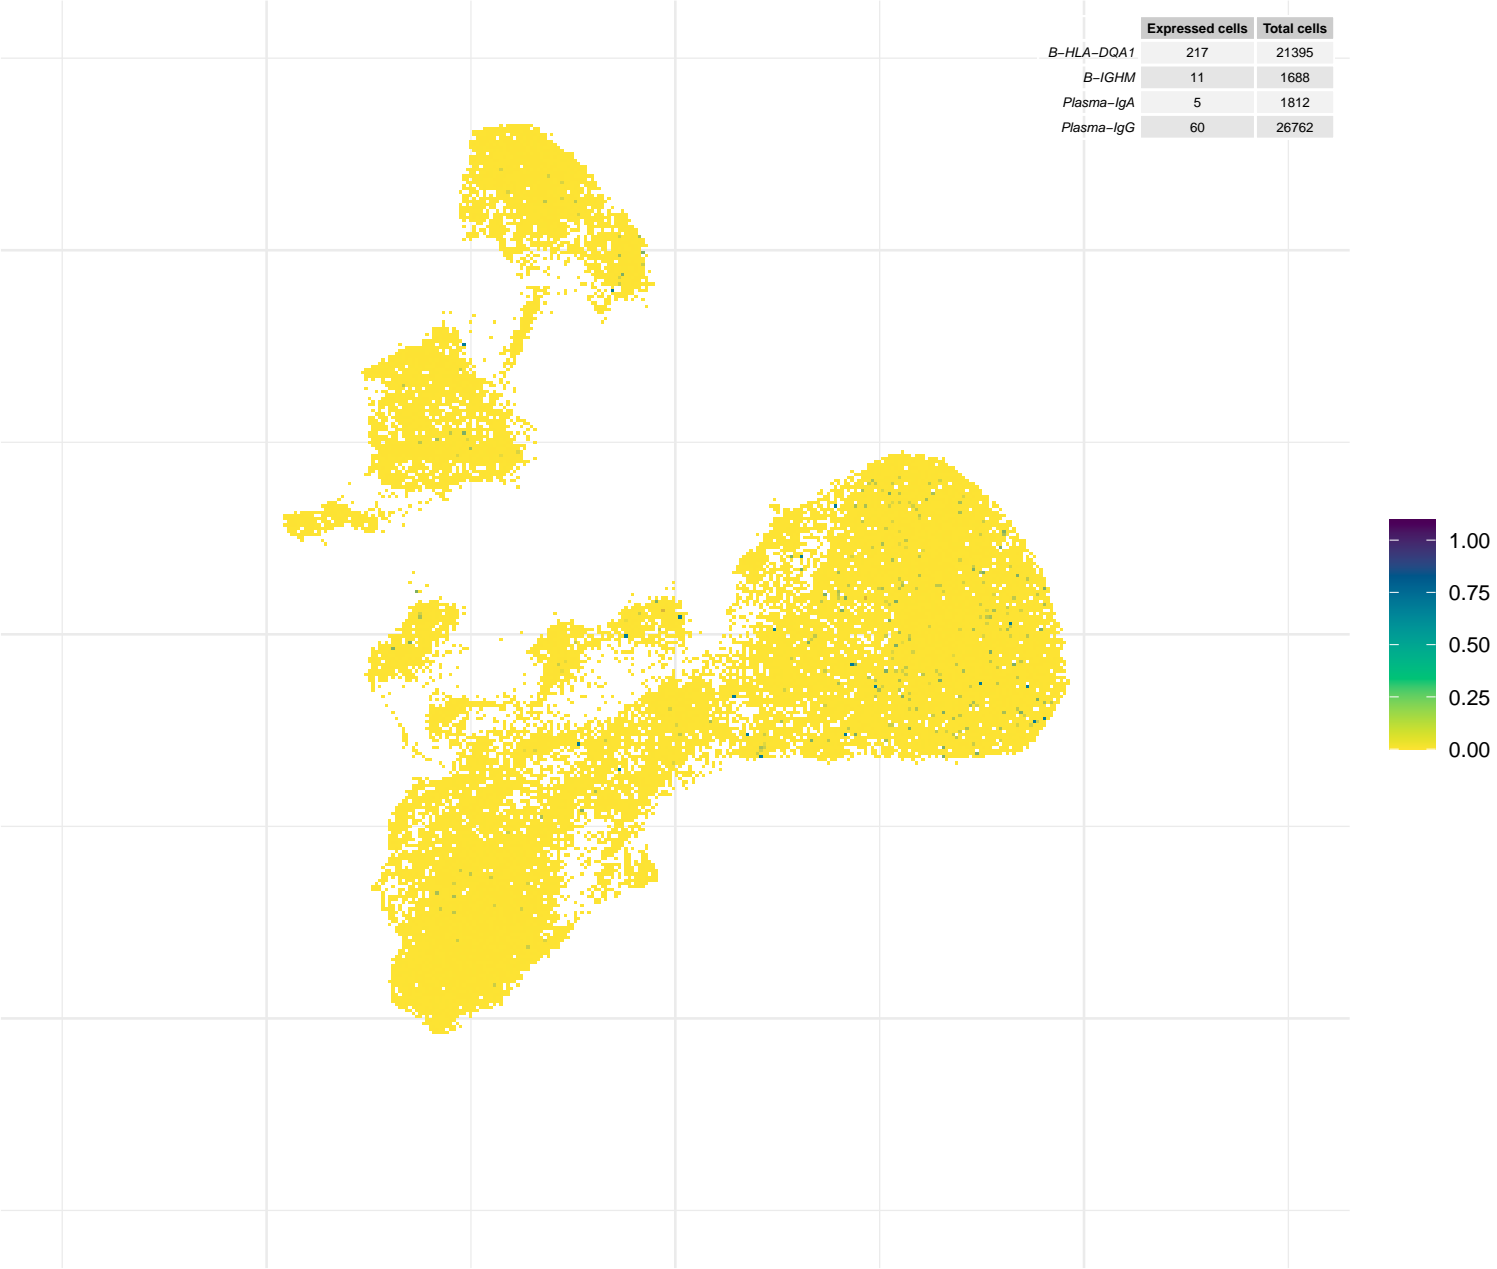 Expressed cells Total cells
B−HLA−DQA1 217 21395
B−IGHM 11 1688
Plasma−IgA 5 1812
Plasma−IgG 60 26762
1.00
0.75
0.50
0.25
0.00